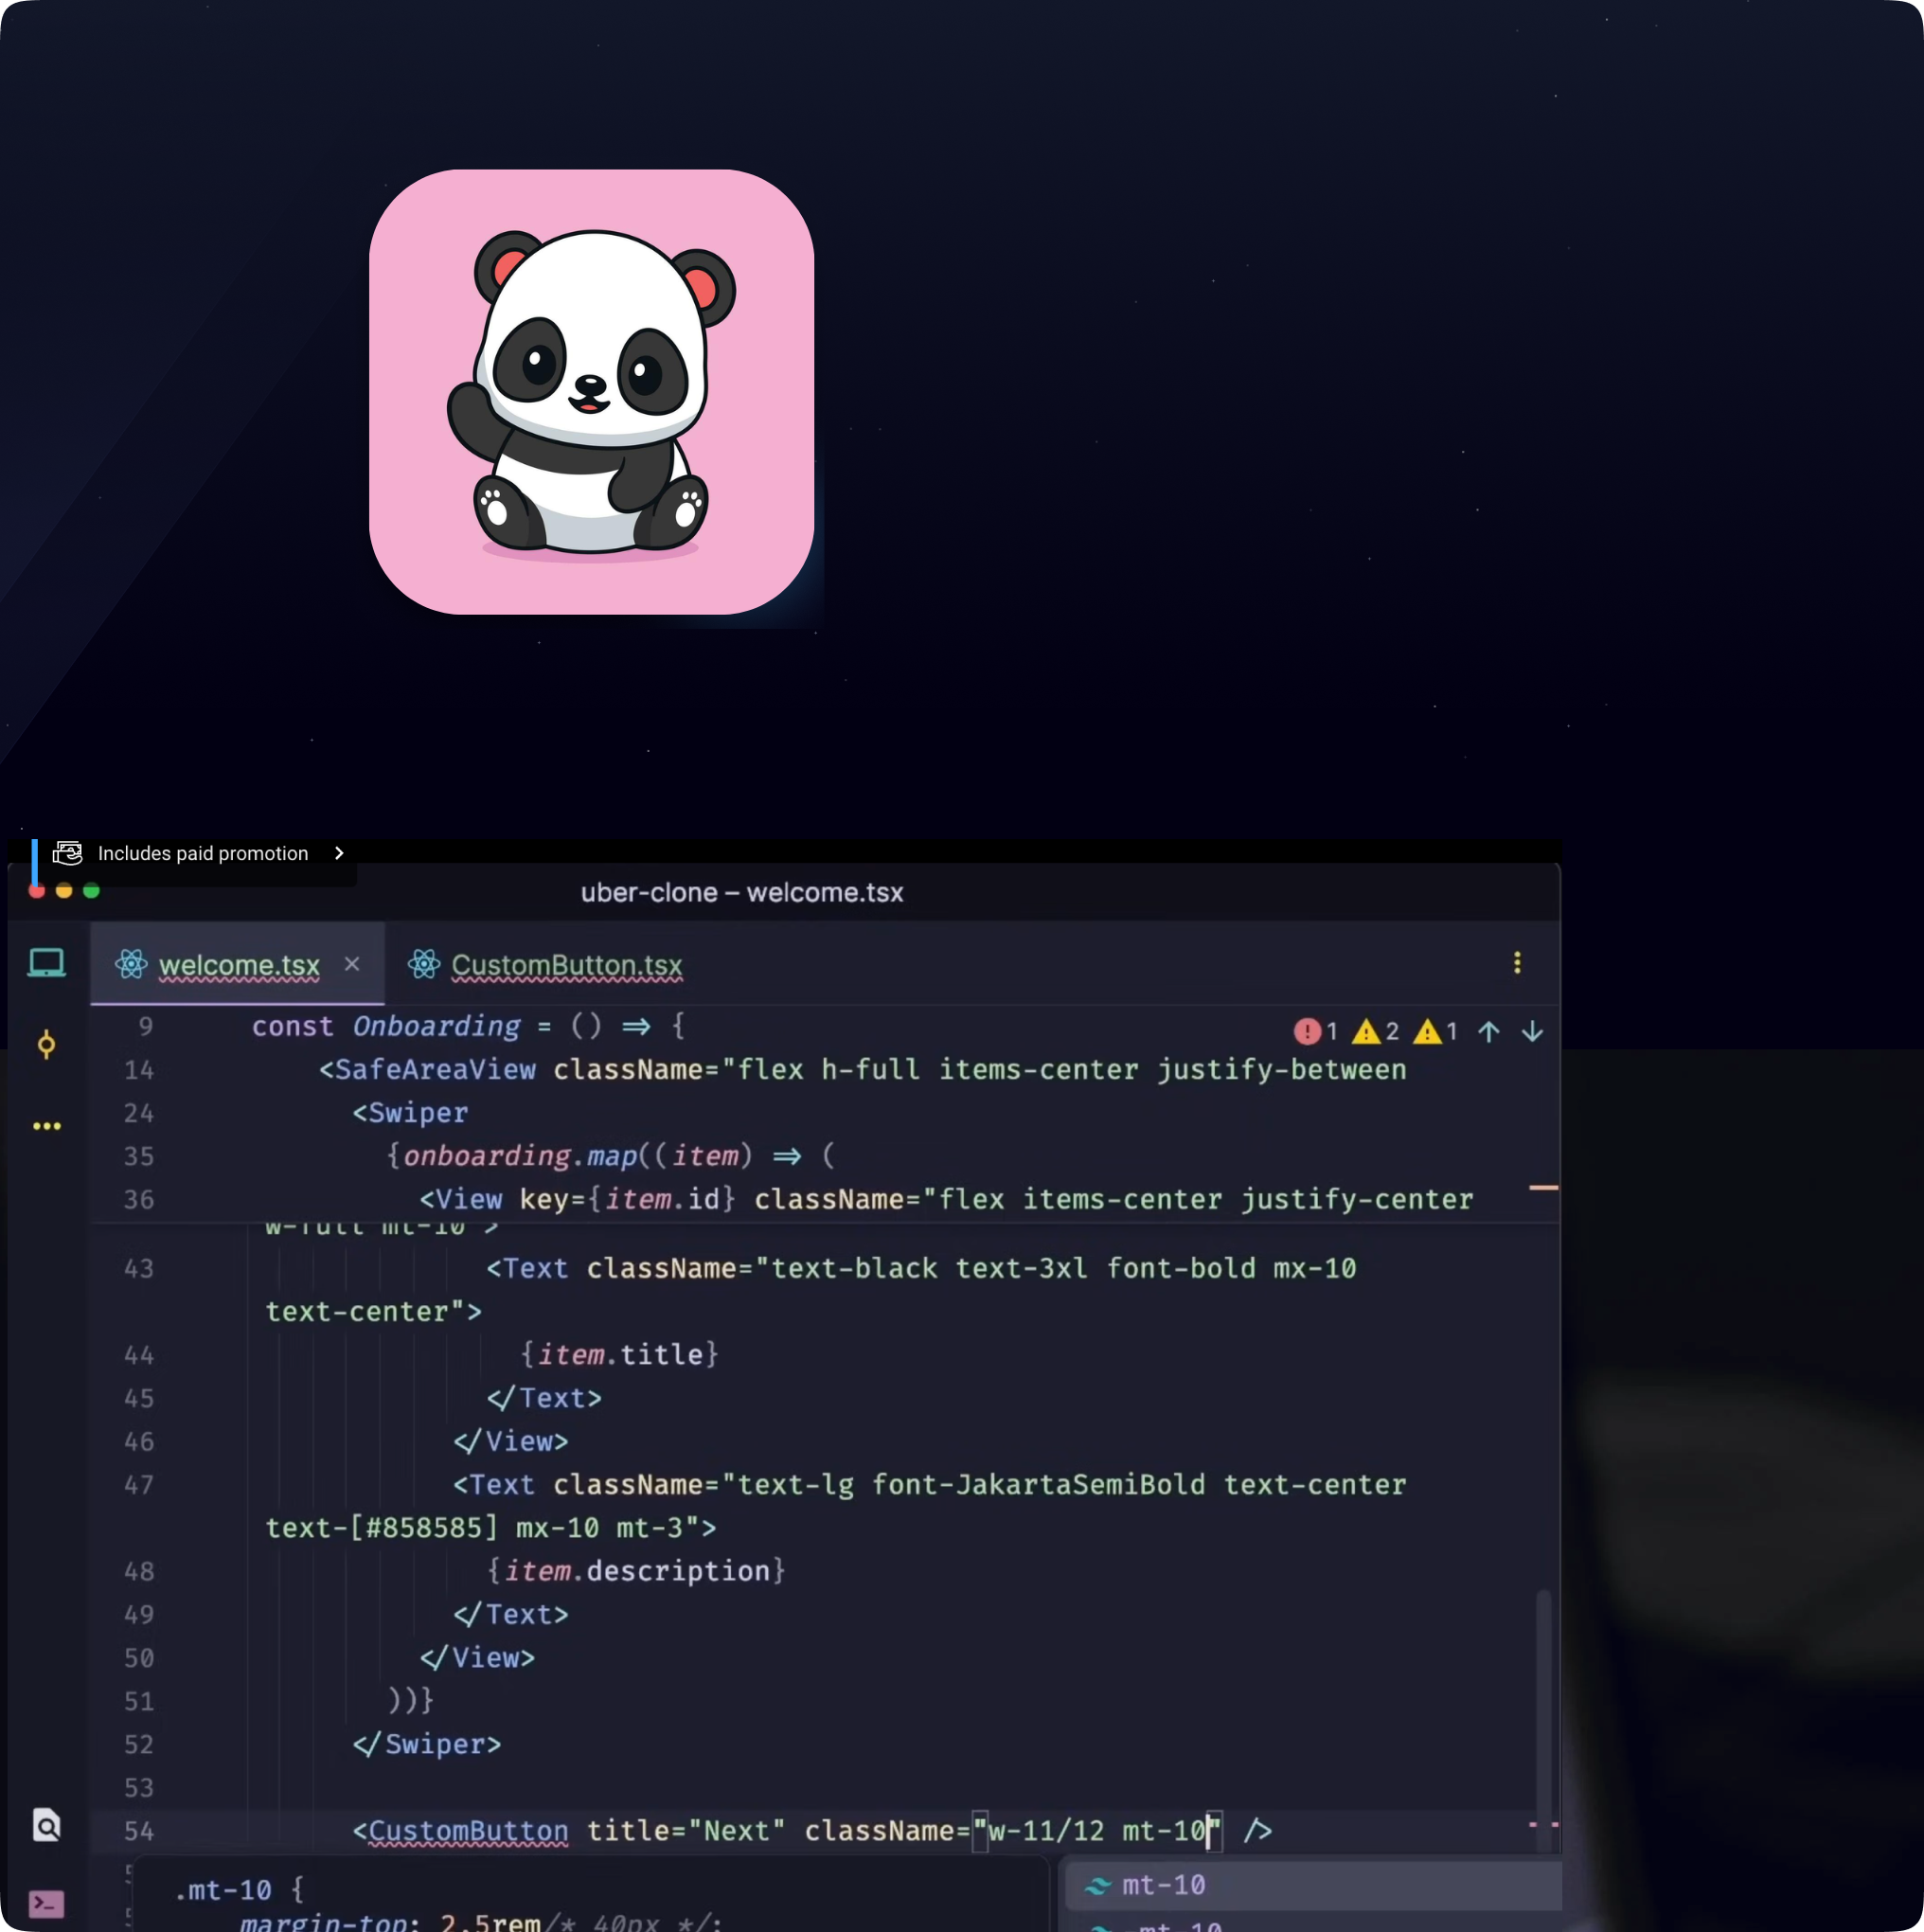 Includes paid promotion
uber-clone – welcome.tsx
welcome.tsx ×
CustomButton.tsx
9 const Onboarding = () => {
1 2 1
14 <SafeAreaView className="flex h-full items-center justify-between
24 <Swiper
35 {onboarding.map((item) => (
36 <View key={item.id} className="flex items-center justify-center
w-full mt-10">
43 <Text className="text-black text-3xl font-bold mx-10
text-center">
44 {item.title}
45 </Text>
46 </View>
47 <Text className="text-lg font-JakartaSemiBold text-center
text-[#858585] mx-10 mt-3">
48 {item.description}
49 </Text>
50 </View>
51 ))}
52 </Swiper>
53
54 <CustomButton title="Next" className="w-11/12 mt-10" />
.mt-10 {
mt-10
margin-top: 2.5rem/* 40px */;
-mt-10